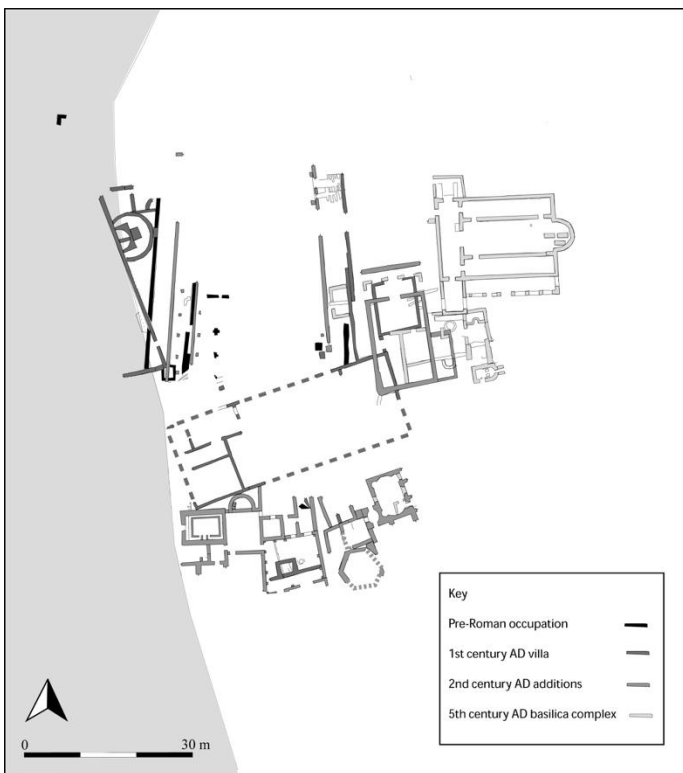 Key
Pre-Roman occupation
1st century AD villa
2nd century AD additions
5th century AD basilica complex
0 30 m